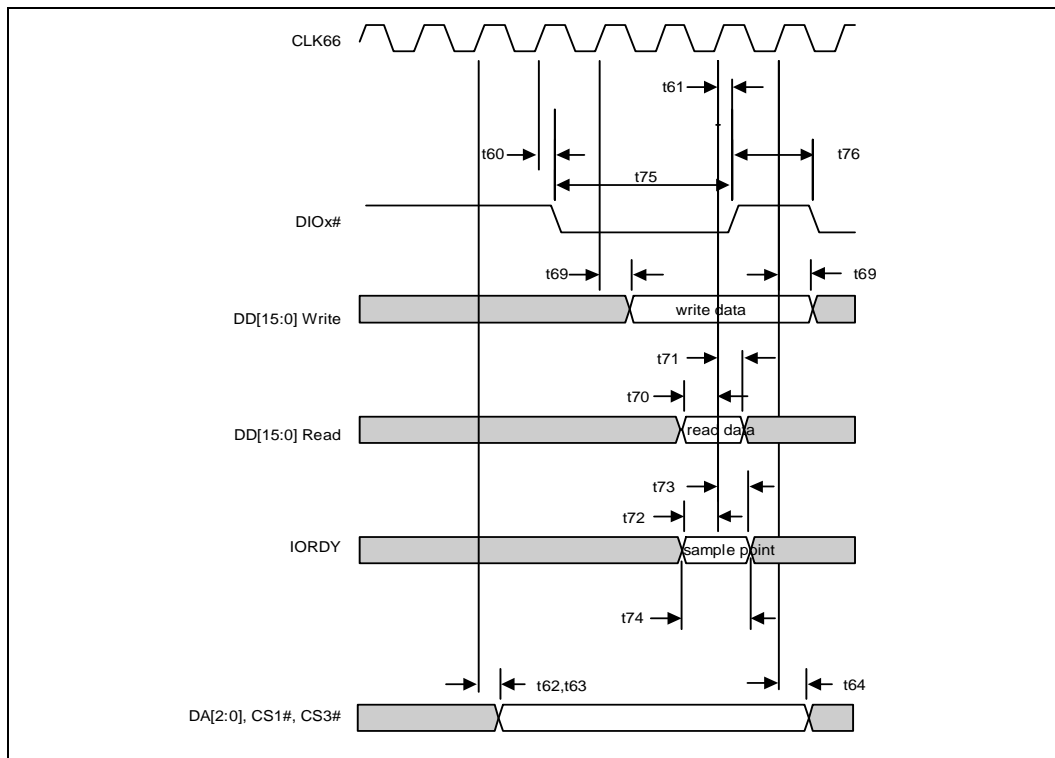 CLK66
t61
t60
t76
t75
DIOx#
t69
t69
DD[15:0] Write
write data
t71
t70
DD[15:0] Read
read data
t73
t72
IORDY
sample point
t74
t62,t63
t64
DA[2:0], CS1#, CS3#